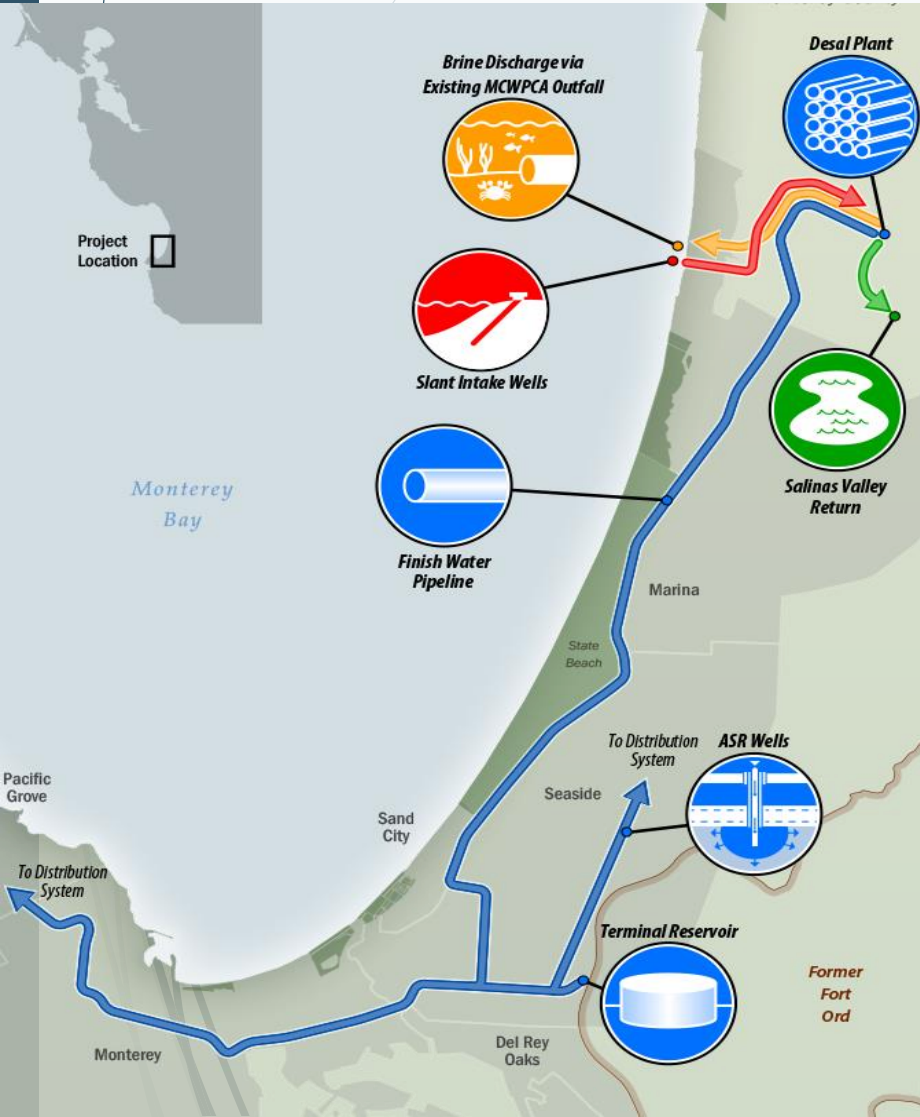 Desal Plant
Brine Discharge via
Existing MCWPCA Outfall
Project
Location
Slant Intake Wells
Salinas Valley
Return
Monterey
Bay
Finish Water
Pipeline
Marina
State
Beach
To Distribution
System
ASR Wells
Pacific
Grove
Seaside
Sand
City
To Distribution
System
Terminal Reservoir
Former
Fort
Ord
Monterey
Del Rey
Oaks